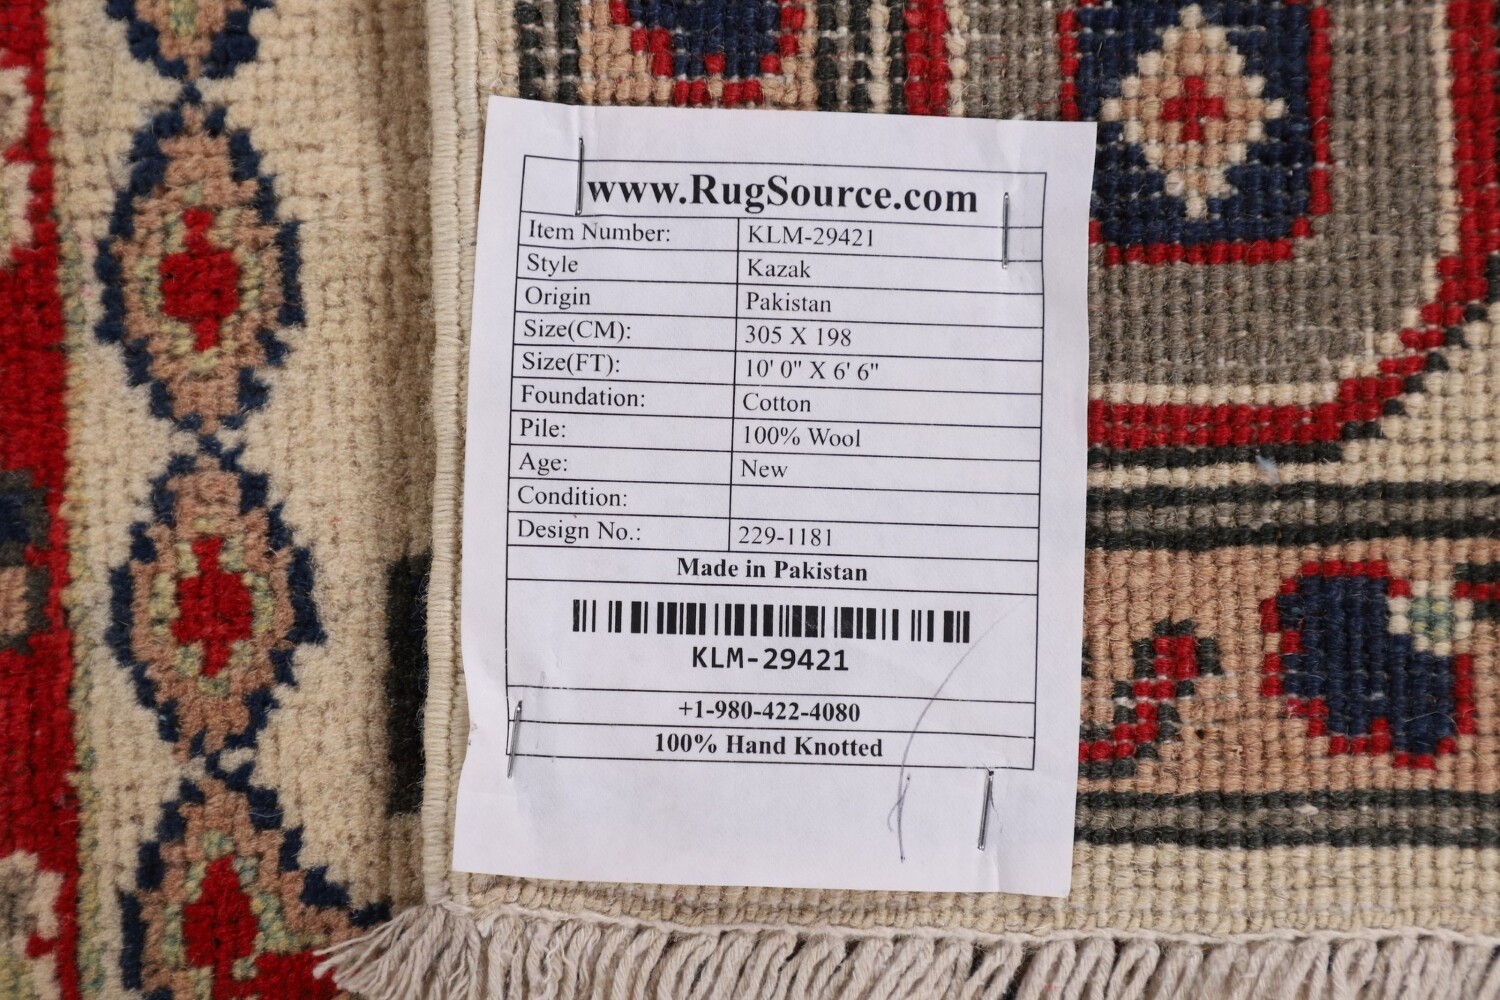 www.RugSource.com
Item Number: KLM-29421
Style Kazak
Origin Pakistan
Size(CM): 305 X 198
Size(FT): 10' 0" X 6' 6"
Foundation: Cotton
Pile: 100% Wool
Age: New
Condition:
Design No.: 229-1181
Made in Pakistan
KLM-29421
+1-980-422-4080
100% Hand Knotted